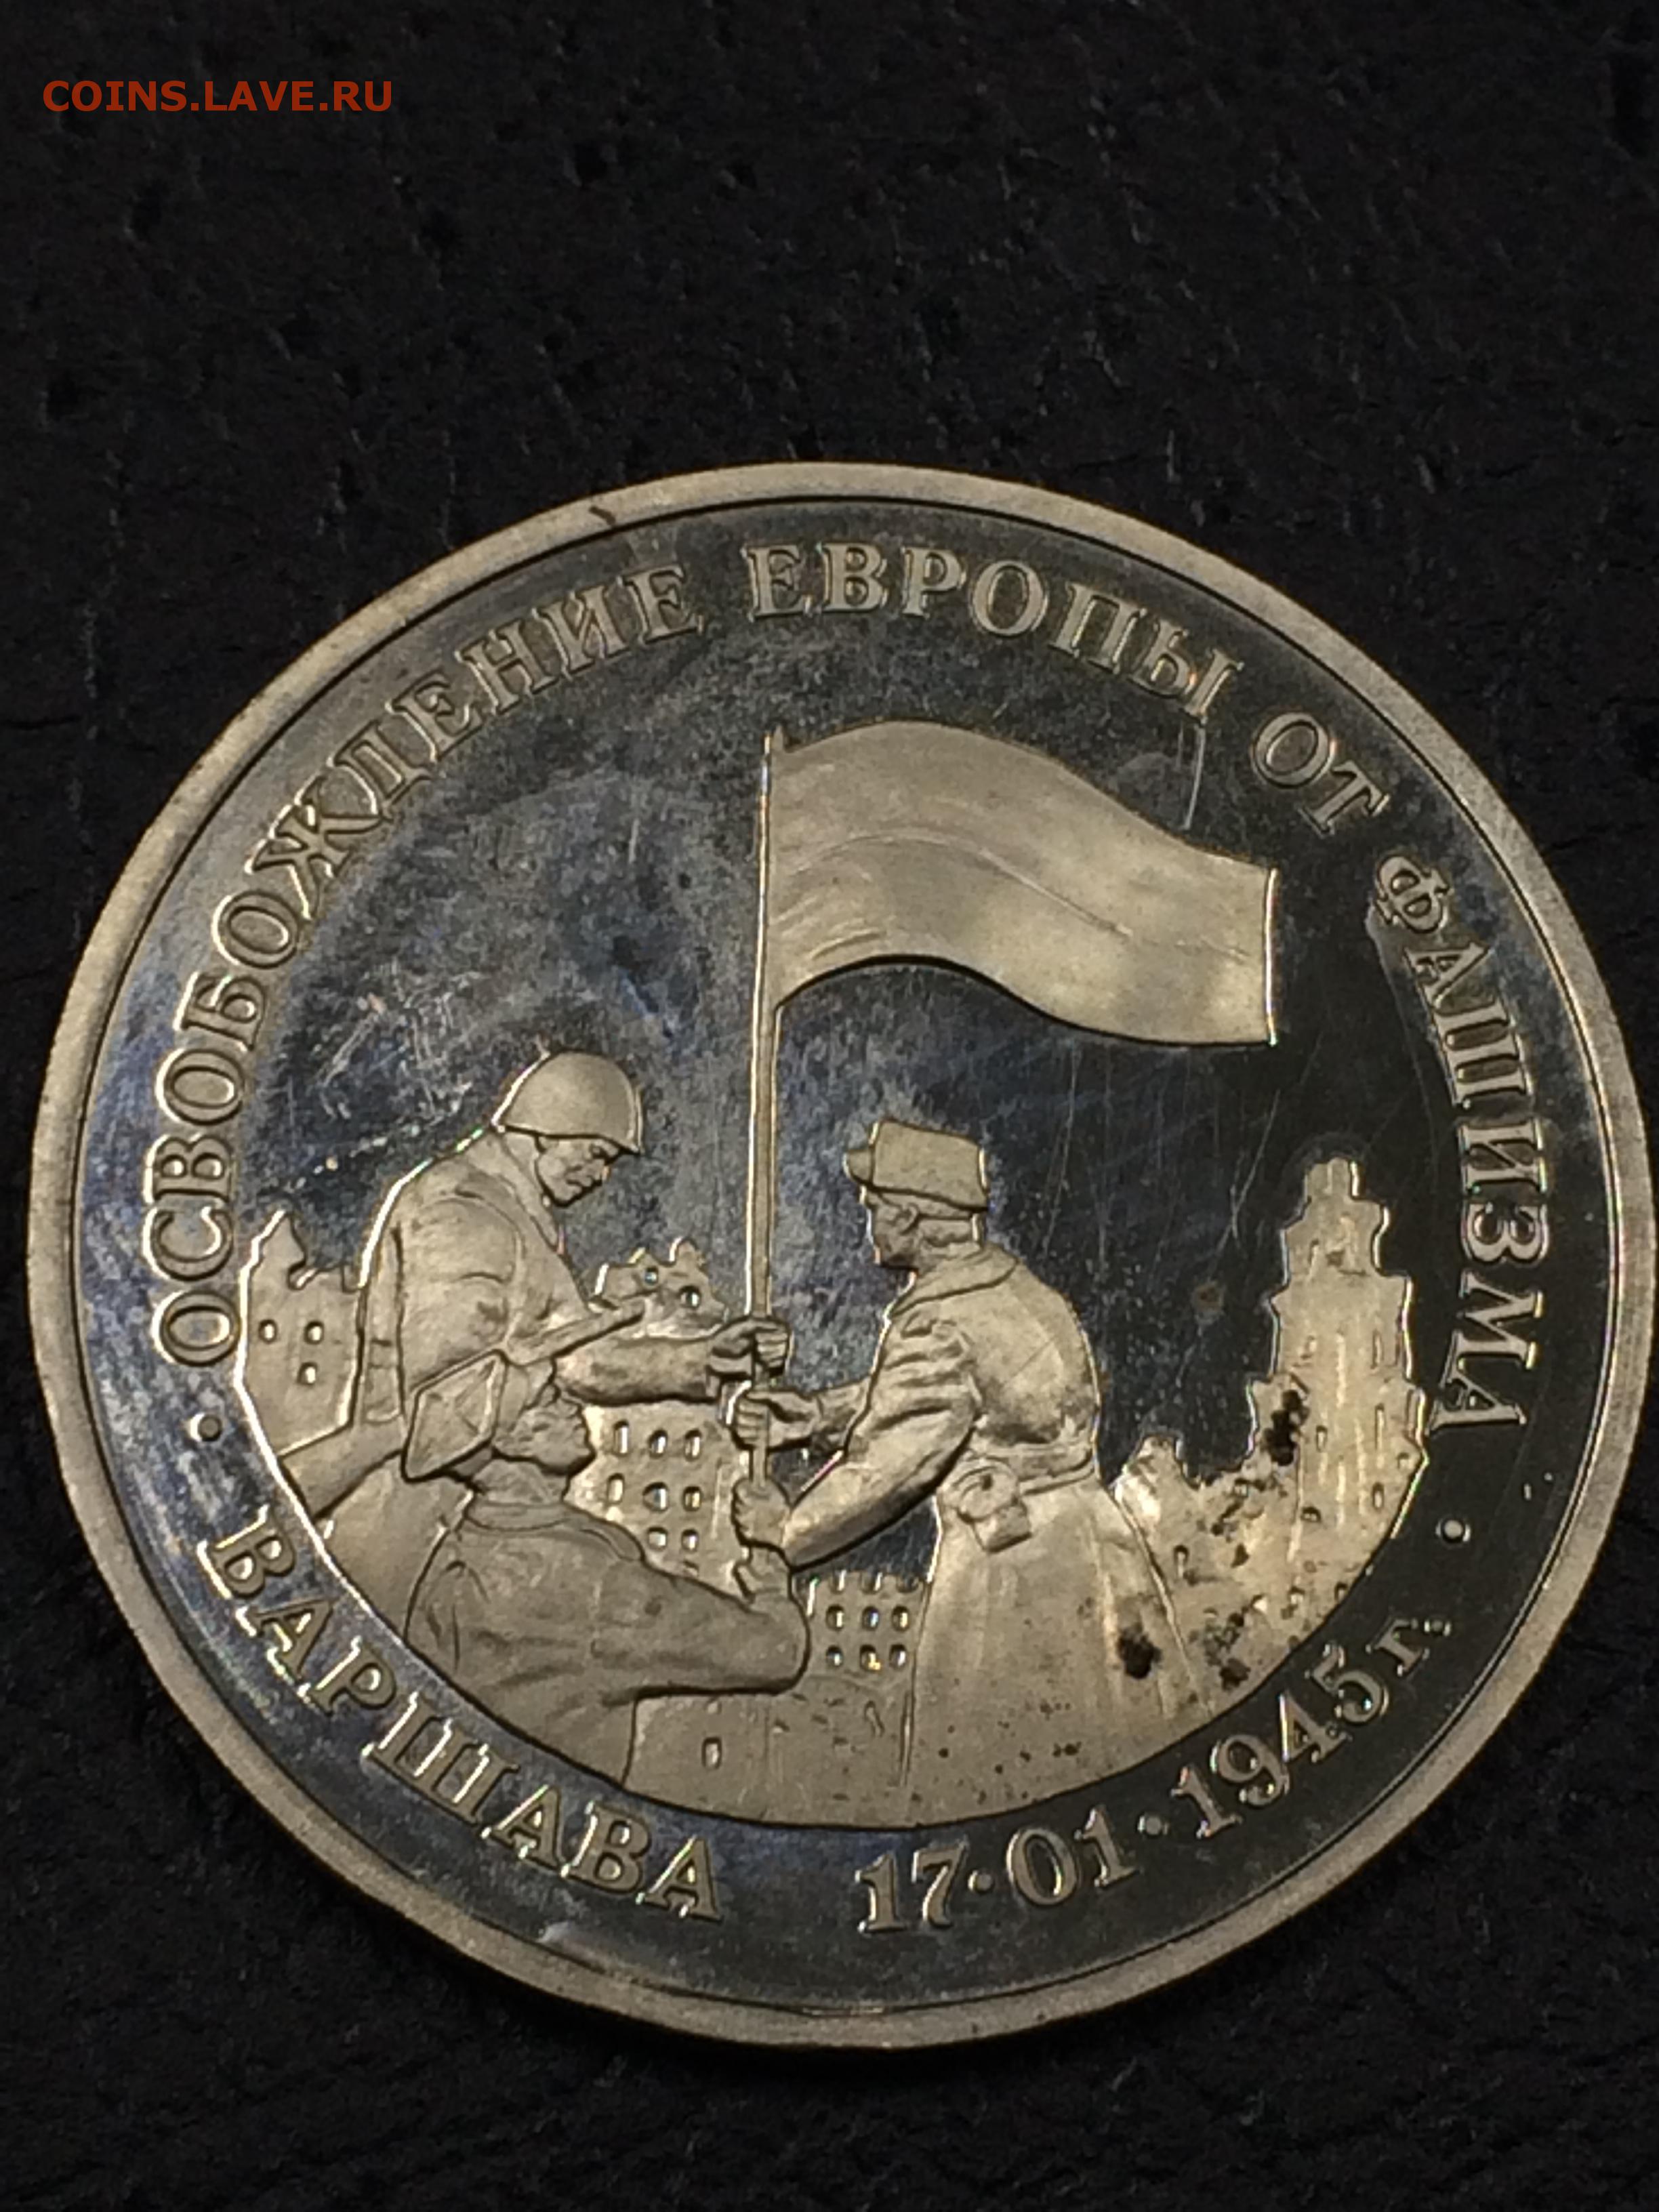 COINS.LAVE.RU
ОСВОБОЖДЕНИЕ ЕВРОПЫ ОТ ФАШИЗМА
ВАРШАВА 17•01•1945г.